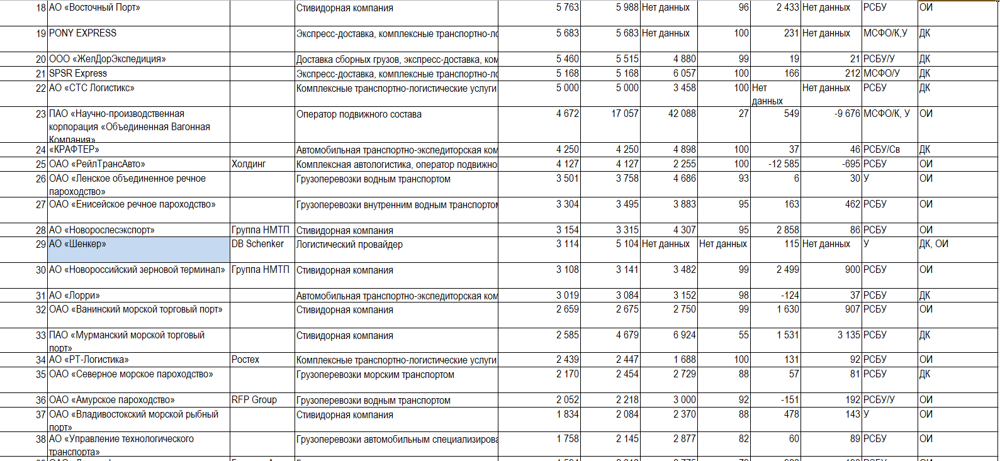 18 АО «Восточный Порт» Стивидорная компания 5 763 5 988 Нет данных 96 2 433 Нет данных РСБУ ОИ
19 PONY EXPRESS Экспресс-доставка, комплексные транспортно-ло 5 683 5 683 Нет данных 100 231 Нет данных МСФО/К,У ДК
20 ООО «ЖелДорЭкспедиция» Доставка сборных грузов, экспресс-доставка, ком 5 460 5 515 4 880 99 19 21 РСБУ/У ДК
21 SPSR Express Экспресс-доставка, комплексные транспортно-ло 5 168 5 168 6 057 100 166 212 МСФО/У ДК
22 АО «СТС Логистикс» Комплексные транспортно-логистические услуги 5 000 5 000 3 458 100 Нет Нет данных РСБУ ДК
данных
23 ПАО «Научно-производственная Оператор подвижного состава 4 672 17 057 42 088 27 549 -9 676 МСФО/К, У ОИ
корпорация «Объединенная Вагонная
Компания»
24 «КРАФТЕР» Автомобильная транспортно-экспедиторская ком 4 250 4 250 4 898 100 37 46 РСБУ/Св ДК
25 ОАО «РейлТрансАвто» Холдинг Комплексная автологистика, оператор подвижно 4 127 4 127 2 255 100 -12 585 -695 РСБУ ОИ
26 ОАО «Ленское объединенное речное Грузоперевозки водным транспортом 3 501 3 758 4 686 93 6 30 У ОИ
пароходство»
27 ОАО «Енисейское речное пароходство» Грузоперевозки внутренним водным транспортом 3 304 3 495 3 883 95 163 462 РСБУ ОИ
28 АО «Новорослесэкспорт» Группа НМТП Стивидорная компания 3 154 3 315 4 307 95 2 858 86 РСБУ ОИ
29 АО «Шенкер» DB Schenker Логистический провайдер 3 114 5 104 Нет данных Нет данных 115 Нет данных У ДК, ОИ
30 АО «Новороссийский зерновой терминал» Группа НМТП Стивидорная компания 3 108 3 141 3 482 99 2 499 900 РСБУ ОИ
31 АО «Лорри» Автомобильная транспортно-экспедиторская ком 3 019 3 084 3 152 98 -124 37 РСБУ ДК
32 ОАО «Ванинский морской торговый порт» Стивидорная компания 2 659 2 675 2 750 99 1 630 907 РСБУ ОИ
33 ПАО «Мурманский морской торговый Стивидорная компания 2 585 4 679 6 924 55 1 531 3 135 РСБУ ДК
порт»
34 АО «РТ-Логистика» Ростех Комплексные транспортно-логистические услуги 2 439 2 447 1 688 100 131 92 РСБУ ОИ
35 ОАО «Северное морское пароходство» Грузоперевозки морским транспортом 2 170 2 454 2 729 88 57 81 РСБУ ДК
36 ОАО «Амурское пароходство» RFP Group Грузоперевозки водным транспортом 2 052 2 218 3 000 92 -151 192 РСБУ/У ОИ
37 ОАО «Владивостокский морской рыбный Стивидорная компания 1 834 2 084 2 370 88 478 143 У ОИ
порт»
38 АО «Управление технологического Грузоперевозки автомобильным специализирова 1 758 2 145 2 877 82 60 89 РСБУ ОИ
транспорта»